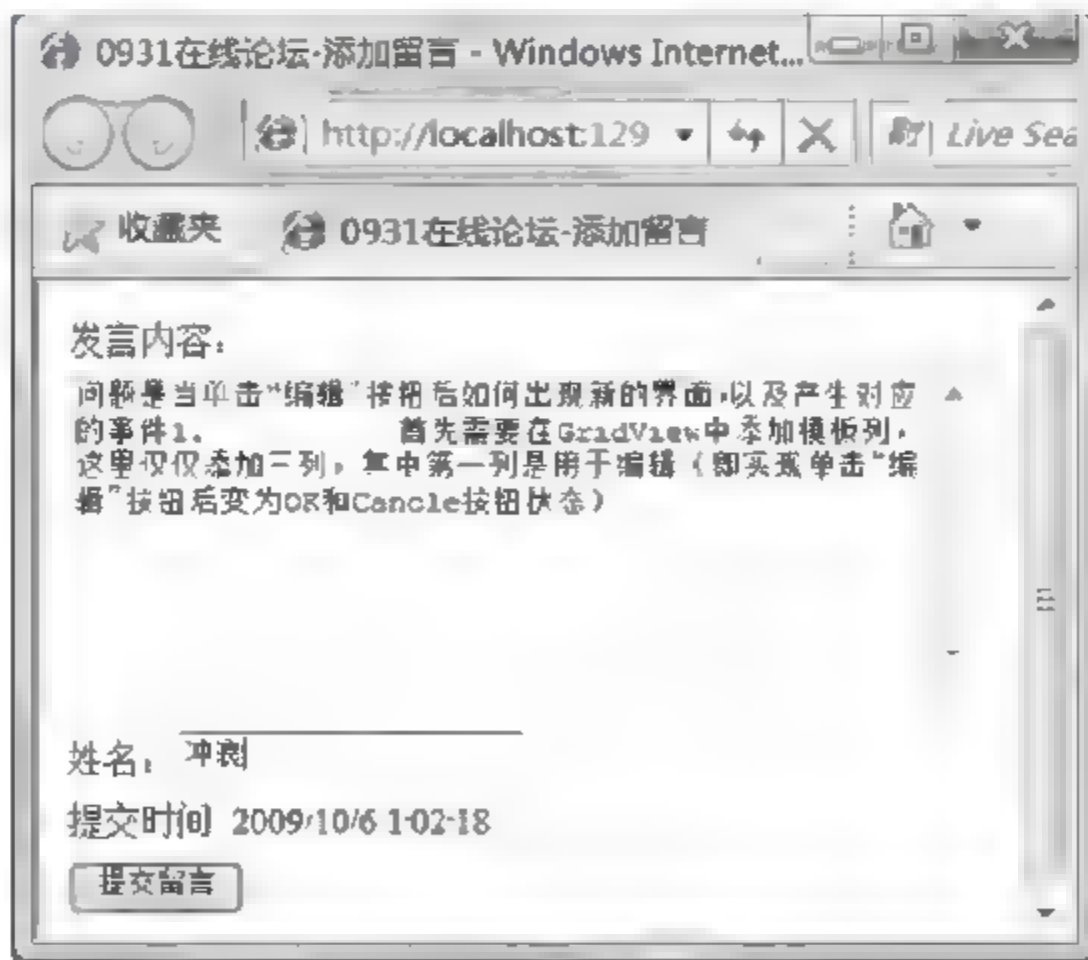 0931在线论坛-添加留言 - Windows Internet...
http://localhost:129
Live Sea
收藏夹
0931在线论坛-添加留言
发言内容：
问题是当单击“编辑”按钮后如何出现新的界面,以及产生对应
的事件1. 首先需要在GridView中添加模板列，
这里仅仅添加三列，其中第一列是用于编辑（即实现单击“编
辑”按钮后变为OK和Cancle按钮状态）
姓名： 冲
提交时间 2009/10/6 1:02:18
提交留言